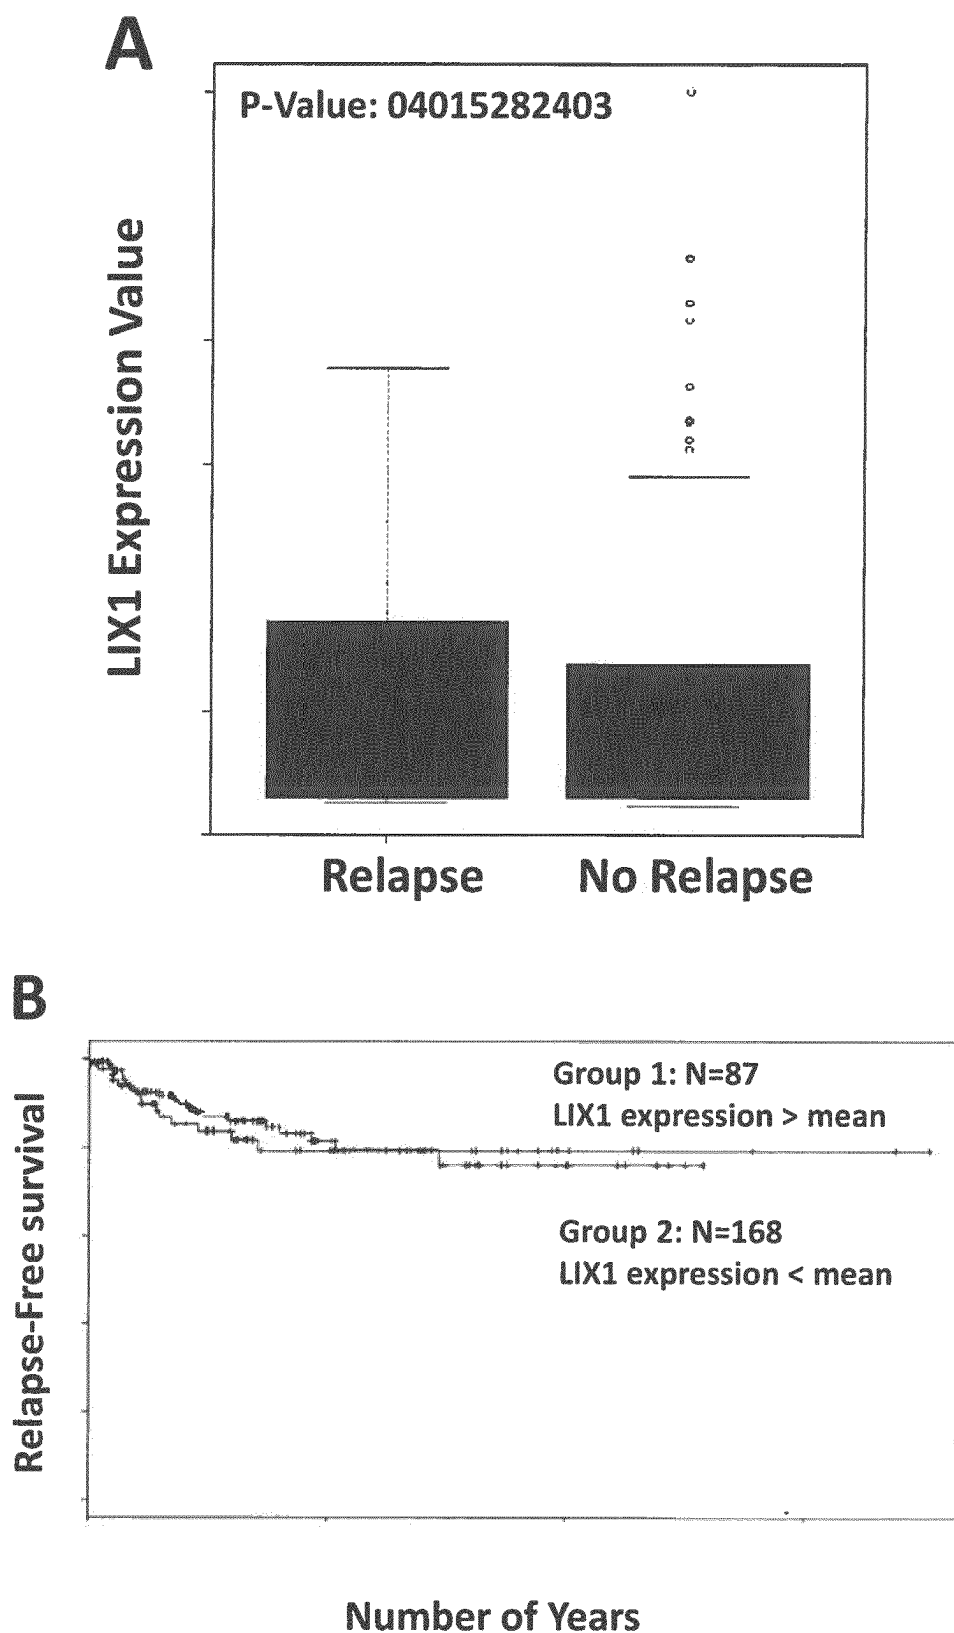 A
P-Value: 04015282403
LIX1 Expression Value
Relapse
No Relapse
B
Group 1: N=87
LIX1 expression > mean
Group 2: N=168
LIX1 expression < mean
Relapse-Free survival
Number of Years